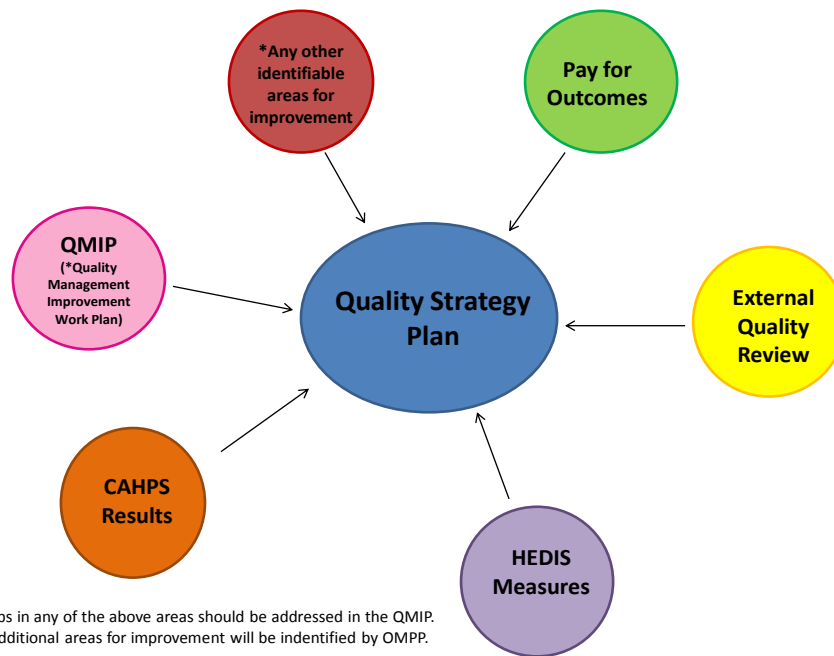 *Any other
identifiable
areas for
improvement
Pay for
Outcomes
QMIP
(*Quality
Management
Improvement
Work Plan)
Quality Strategy
Plan
External
Quality
Review
CAHPS
Results
HEDIS
Measures
in any of the above areas should be addressed in the QMIP.
areas for improvement will be indentified by OMPP.